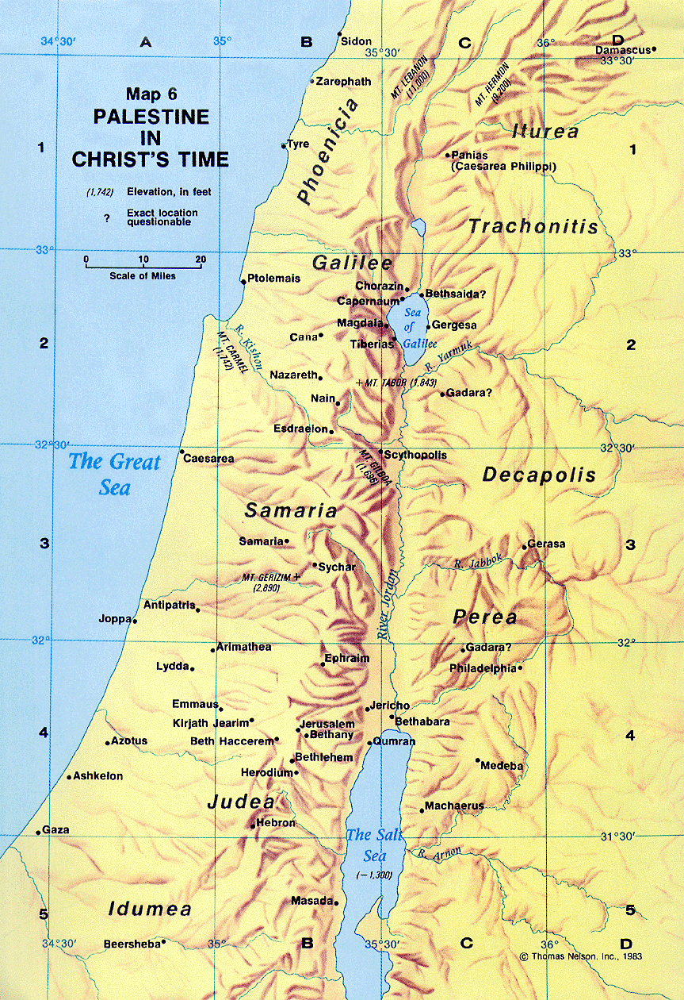 34°30'
A
35°
B
Sidon
35°30'
C
36°
D
Damascus
33°30'
Zarephath
MT. LEBANON
(11,000)
MT. HERMON
(9,200)
Map 6
PALESTINE
IN
CHRIST'S TIME
Phoenicia
Iturea
1
Tyre
1
Panias
(Caesarea Philippi)
(1,742) Elevation, in feet
? Exact location
questionable
Trachonitis
33°
33°
0 10 20
Scale of Miles
Galilee
Ptolemais
Chorazin
Bethsaida?
Capernaum
Sea
of
Galilee
Magdala
Gergesa
Cana
Tiberias
R. Kishon
MT. CARMEL
(1,742)
2
2
R. Yarmuk
Nazareth
+ MT. TABOR (1,843)
Nain
Gadara?
Esdraelon
32°30'
32°30'
The Great
Sea
Caesarea
Scythopolis
MT. GILBOA
(1,696)
Decapolis
Samaria
3
Samaria
Gerasa
3
Sychar
R. Jabbok
MT. GERIZIM +
(2,890)
River Jordan
Antipatris
Joppa
Perea
32°
32°
Arimathea
Gadara?
Ephraim
Lydda
Philadelphia
Emmaus
Jericho
Kirjath Jearim
Jerusalem
Bethabara
4
Bethany
4
Azotus
Beth Haccerem
Qumran
Bethlehem
Medeba
Ashkelon
Herodium
Judea
Machaerus
Hebron
Gaza
The Salt
Sea
(−1,300)
31°30'
R. Arnon
Masada
Idumea
5
5
34°30'
Beersheba
35°
B
35°30'
C
36°
D
© Thomas Nelson, Inc., 1983